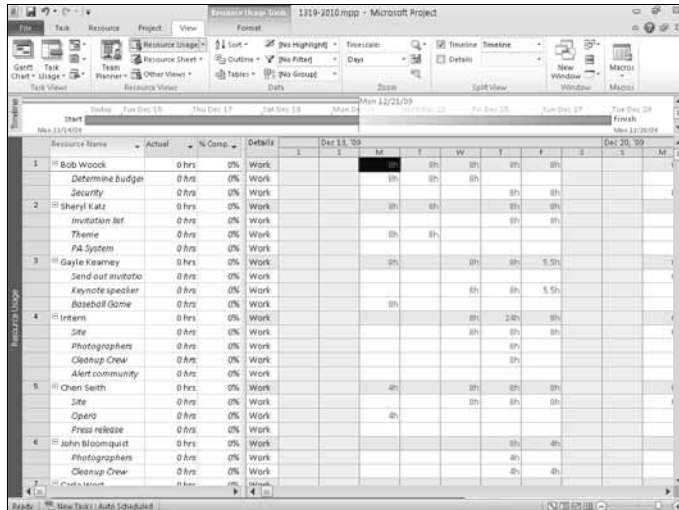 Resource Usage Tools 1319-2010.mpp - Microsoft Project
File Task Resource Project View Format
Gantt Chart Task Usage Team Planner Resource Usage Resource Sheet Other Views Sort Outline Tables [No Highlight] [No Filter] [No Group] Timescale: Days Timeline Timeline Details New Window Macros
Task Views Resource Views Data Zoom Split View Window Macros
Mon 12/21/09
Today Tue Dec 15 Thu Dec 17 Sat Dec 19 Tue Dec 29
Start Finish
Timeline
Resource Name Actual % Comp. Details Dec 13, '09 Dec 20, '09
M T W T F S S M
1 Bob Woock 0 hrs 0% Work 8h 8h 8h 8h 8h
Determine budget 0 hrs 0% Work 8h 8h 8h
Security 0 hrs 0% Work 8h 8h
2 Sheryl Katz 0 hrs 0% Work 8h 8h 8h 8h
Invitation list 0 hrs 0% Work 8h 8h
Theme 0 hrs 0% Work 8h 8h
PA System 0 hrs 0% Work
3 Gayle Kearney 0 hrs 0% Work 8h 8h 8h 5.5h
Send out invitatio 0 hrs 0% Work
Keynote speaker 0 hrs 0% Work 8h 8h 5.5h
Baseball Game 0 hrs 0% Work 8h
4 Intern 0 hrs 0% Work 8h 24h 8h
Site 0 hrs 0% Work 8h 8h 8h
Photographers 0 hrs 0% Work 8h
Cleanup Crew 0 hrs 0% Work 8h
Alert community 0 hrs 0% Work
5 Chen Seith 0 hrs 0% Work 4h 8h 8h 8h
Site 0 hrs 0% Work 8h 8h 8h
Opera 0 hrs 0% Work 4h
Press release 0 hrs 0% Work
6 John Bloomquist 0 hrs 0% Work 8h 4h
Photographers 0 hrs 0% Work 4h
Cleanup Crew 0 hrs 0% Work 4h 4h
Resource Usage
Ready New Tasks : Auto Scheduled